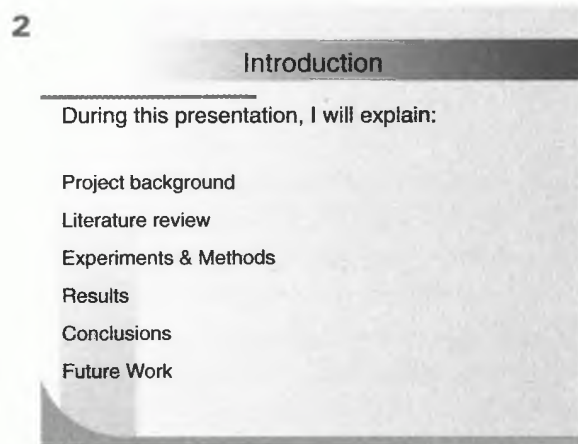 2
Introduction
During this presentation, I will explain:
Project background
Literature review
Experiments & Methods
Results
Conclusions
Future Work